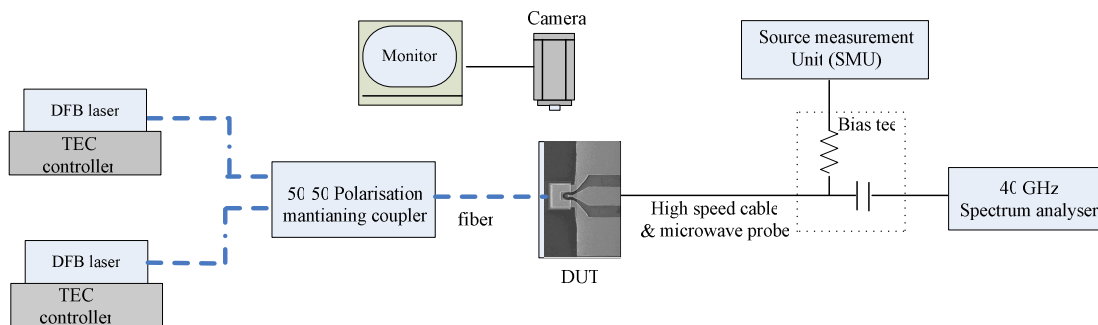 Camera
Monitor
Source measurement
Unit (SMU)
DFB laser
TEC
controller
Bias tee
50 50 Polarisation
mantianing coupler
fiber
High speed cable
& microwave probe
40 GHz
Spectrum analyser
DUT
DFB laser
TEC
controller